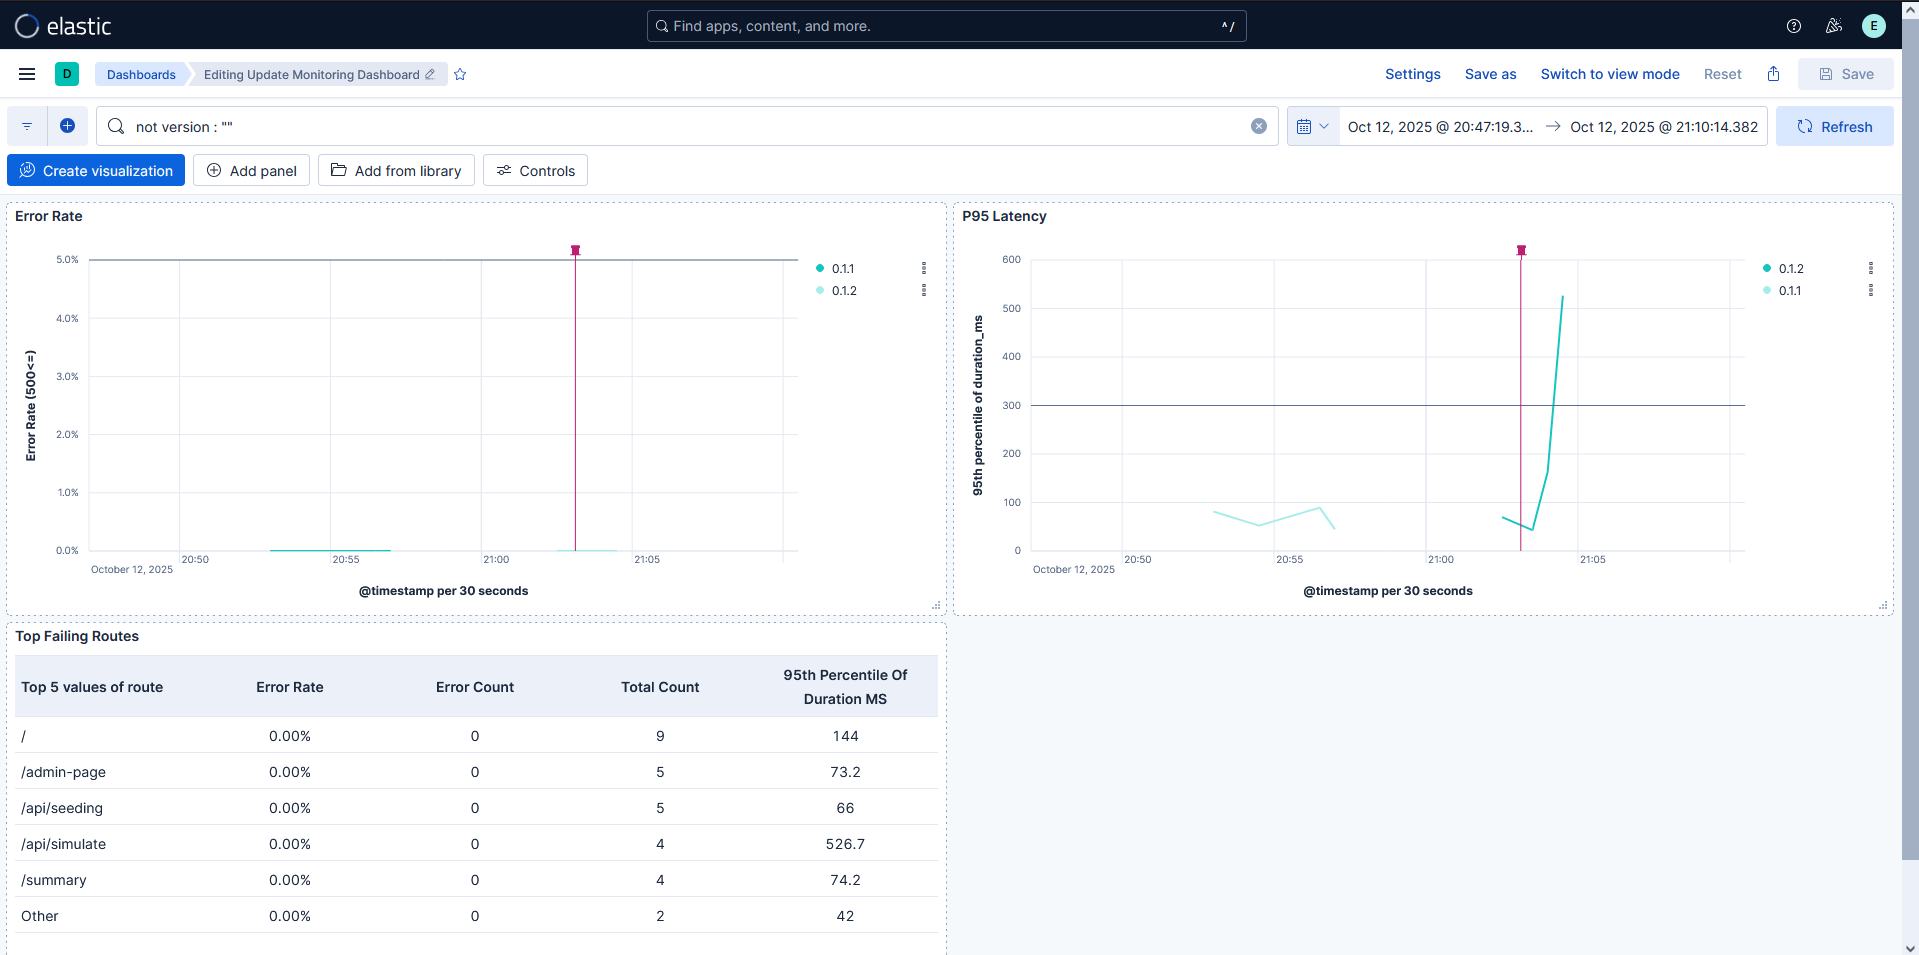 elastic
Find apps, content, and more.
^ /
E
D
Dashboards
Editing Update Monitoring Dashboard
Settings
Save as
Switch to view mode
Reset
Save
not version : ""
Oct 12, 2025 @ 20:47:19.3... → Oct 12, 2025 @ 21:10:14.382
Refresh
Create visualization
Add panel
Add from library
Controls
Error Rate
5.0%
4.0%
3.0%
2.0%
1.0%
0.0%
Error Rate (500<=)
20:50
20:55
21:00
21:05
October 12, 2025
@timestamp per 30 seconds
0.1.1
0.1.2
P95 Latency
600
500
400
300
200
100
0
95th percentile of duration_ms
20:50
20:55
21:00
21:05
October 12, 2025
@timestamp per 30 seconds
0.1.2
0.1.1
Top Failing Routes
Top 5 values of route Error Rate Error Count Total Count 95th Percentile Of
Duration MS
/ 0.00% 0 9 144
/admin-page 0.00% 0 5 73.2
/api/seeding 0.00% 0 5 66
/api/simulate 0.00% 0 4 526.7
/summary 0.00% 0 4 74.2
Other 0.00% 0 2 42